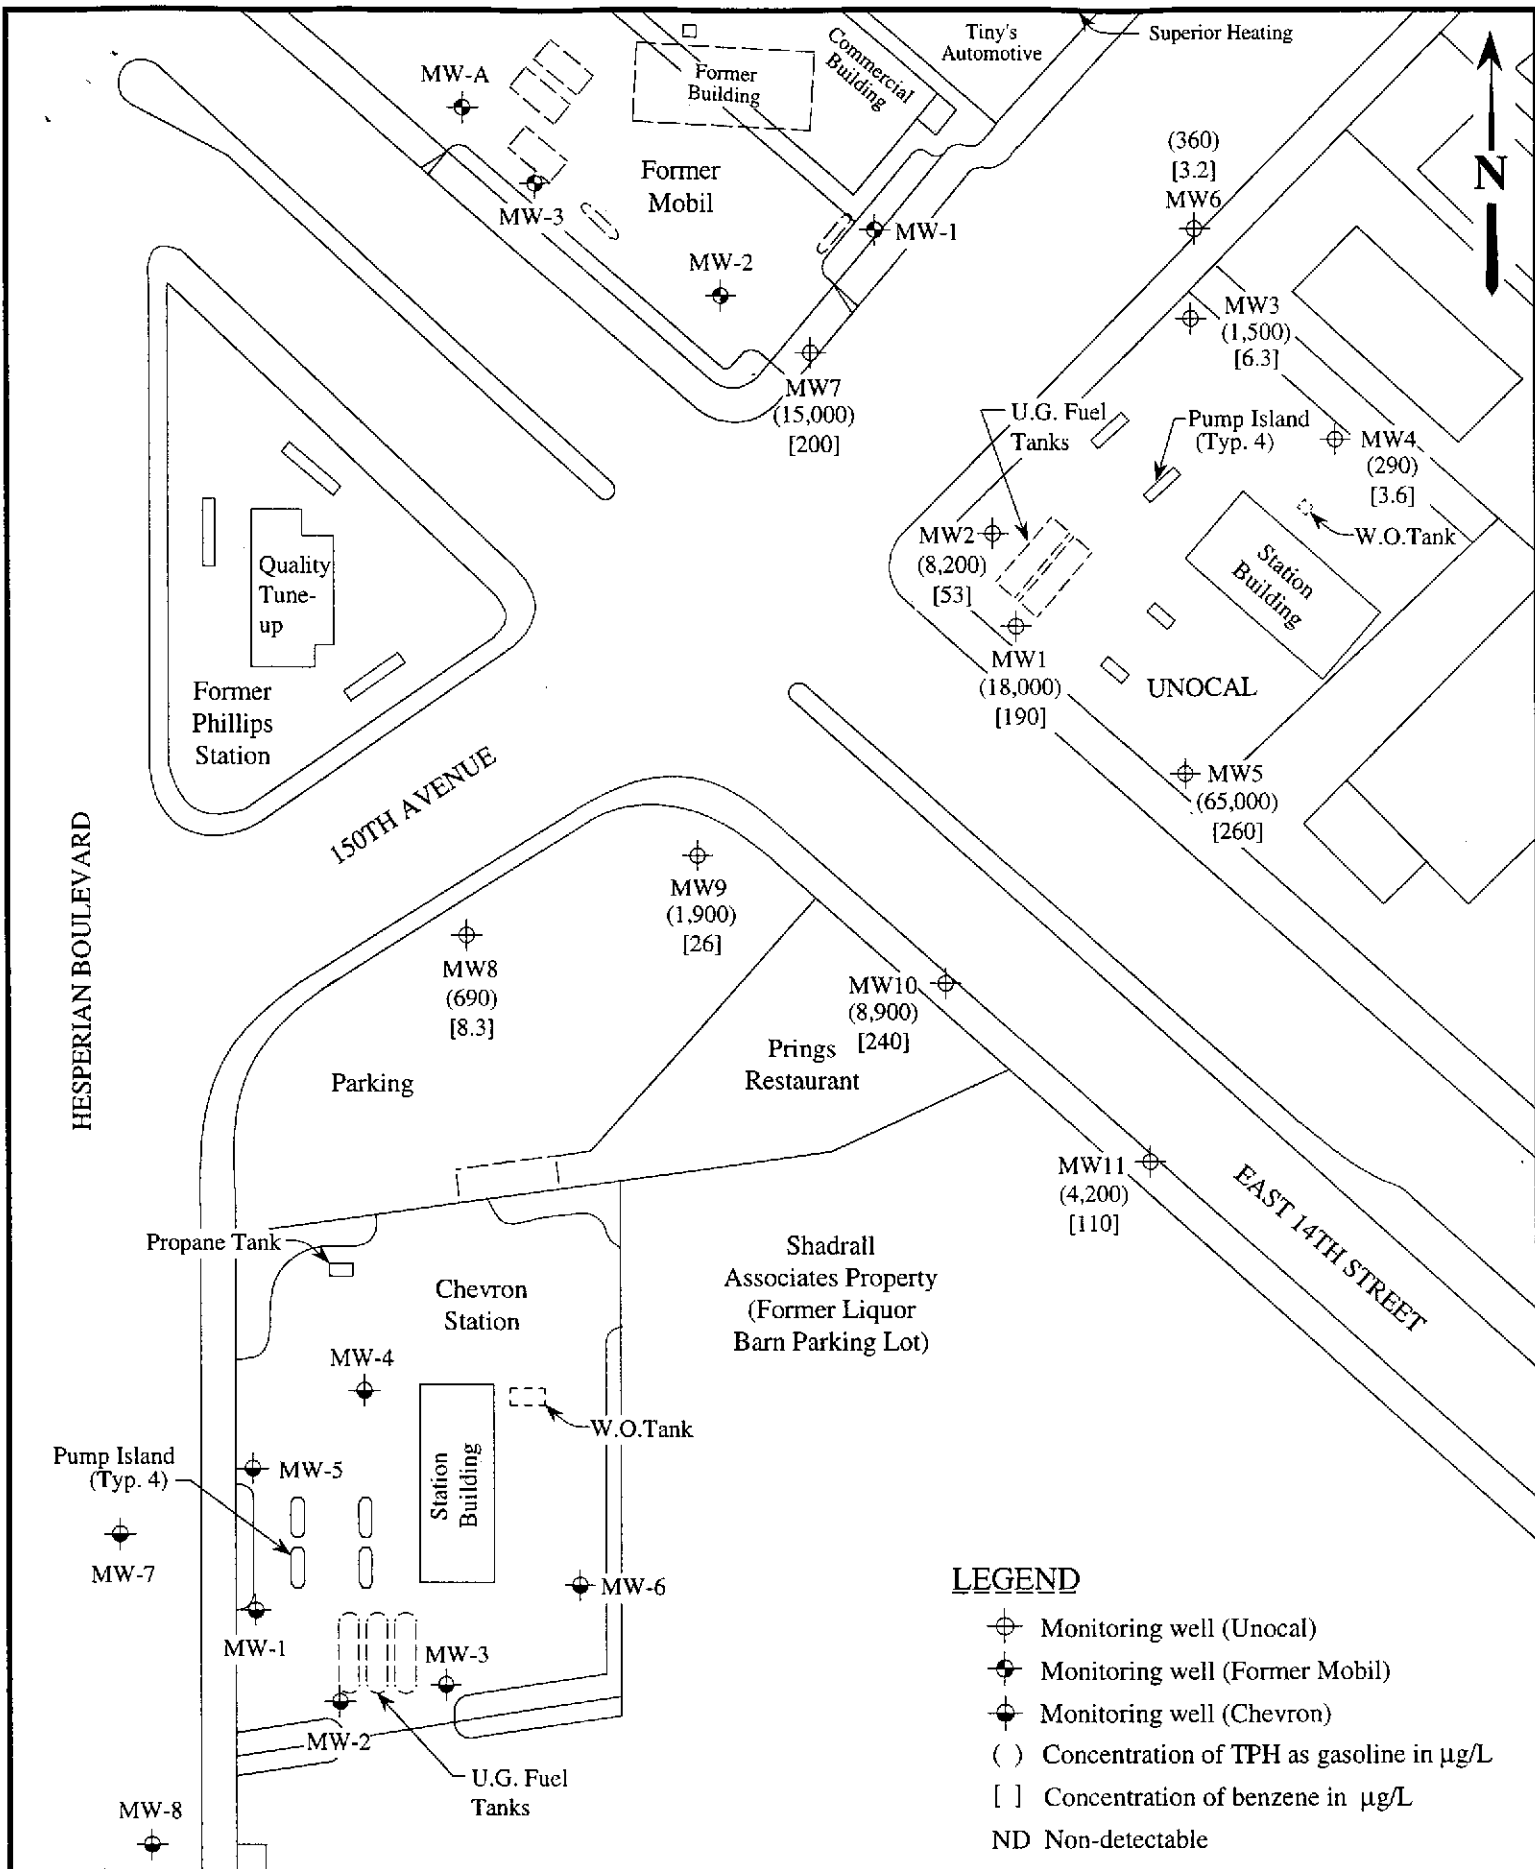 Tiny's
Automotive
Superior Heating
Commercial
Building
Former
Building
MW-A
Former
Mobil
MW-3
MW-1
MW-2
(360)
[3.2]
MW6
N
MW3
(1,500)
[6.3]
MW7
(15,000)
[200]
U.G. Fuel
Tanks
Pump Island
(Typ. 4)
MW4
(290)
[3.6]
W.O.Tank
MW2
(8,200)
[53]
Station
Building
Quality
Tune-
up
MW1
(18,000)
[190]
UNOCAL
Former
Phillips
Station
MW5
(65,000)
[260]
150TH AVENUE
HESPERIAN BOULEVARD
MW9
(1,900)
[26]
MW8
(690)
[8.3]
MW10
(8,900)
[240]
Prings
Restaurant
Parking
MW11
(4,200)
[110]
EAST 14TH STREET
Propane Tank
Shadrall
Associates Property
(Former Liquor
Barn Parking Lot)
Chevron
Station
MW-4
W.O.Tank
Pump Island
(Typ. 4)
MW-5
Station
Building
MW-7
MW-6
MW-1
MW-3
MW-2
U.G. Fuel
Tanks
MW-8
LEGEND
Monitoring well (Unocal)
Monitoring well (Former Mobil)
Monitoring well (Chevron)
( ) Concentration of TPH as gasoline in µg/L
[ ] Concentration of benzene in µg/L
ND Non-detectable